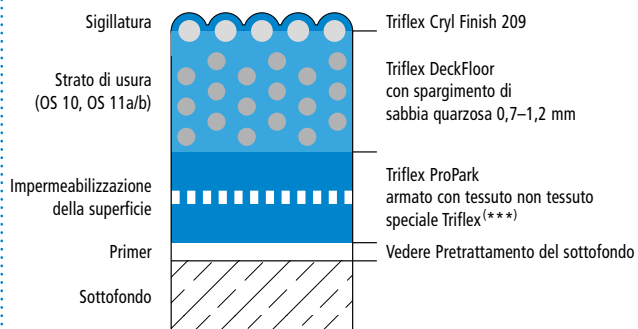 Sigillatura
Triflex Cryl Finish 209
Strato di usura
(OS 10, OS 11a/b)
Triflex DeckFloor
con spargimento di
sabbia quarzosa 0,7–1,2 mm
Impermeabilizzazione
della superficie
Triflex ProPark
armato con tessuto non tessuto
speciale Triflex(***)
Primer
Vedere Pretrattamento del sottofondo
Sottofondo